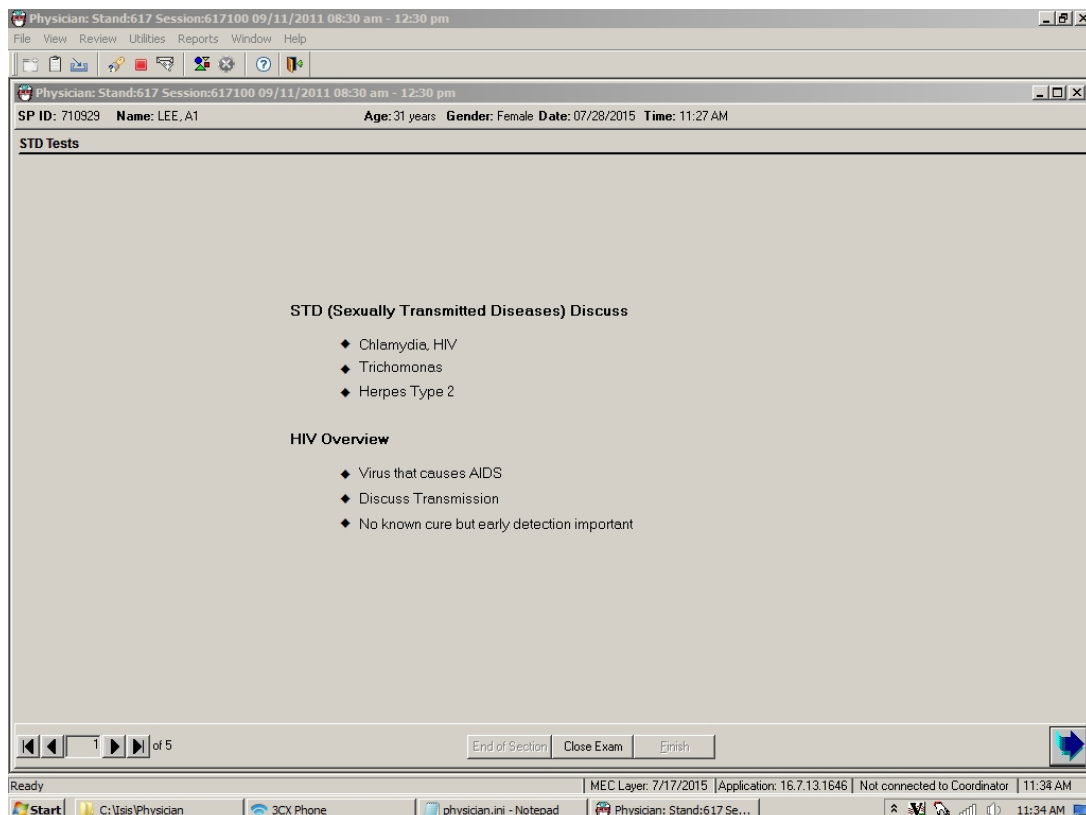 Physician: Stand:617 Session:617100 09/11/2011 08:30 am - 12:30 pm
File View Review Utilities Reports Window Help
Physician: Stand:617 Session:617100 09/11/2011 08:30 am - 12:30 pm
SP ID: 710929 Name: LEE, A1 Age: 31 years Gender: Female Date: 07/28/2015 Time: 11:27 AM
STD Tests
STD (Sexually Transmitted Diseases) Discuss
Chlamydia, HIV
Trichomonas
Herpes Type 2
HIV Overview
Virus that causes AIDS
Discuss Transmission
No known cure but early detection important
1 of 5 End of Section Close Exam Finish
Ready MEC Layer: 7/17/2015 Application: 16.7.13.1646 Not connected to Coordinator 11:34 AM
Start C:\Isis\Physician 3CX Phone physician.ini - Notepad Physician: Stand:617 Se... 11:34 AM